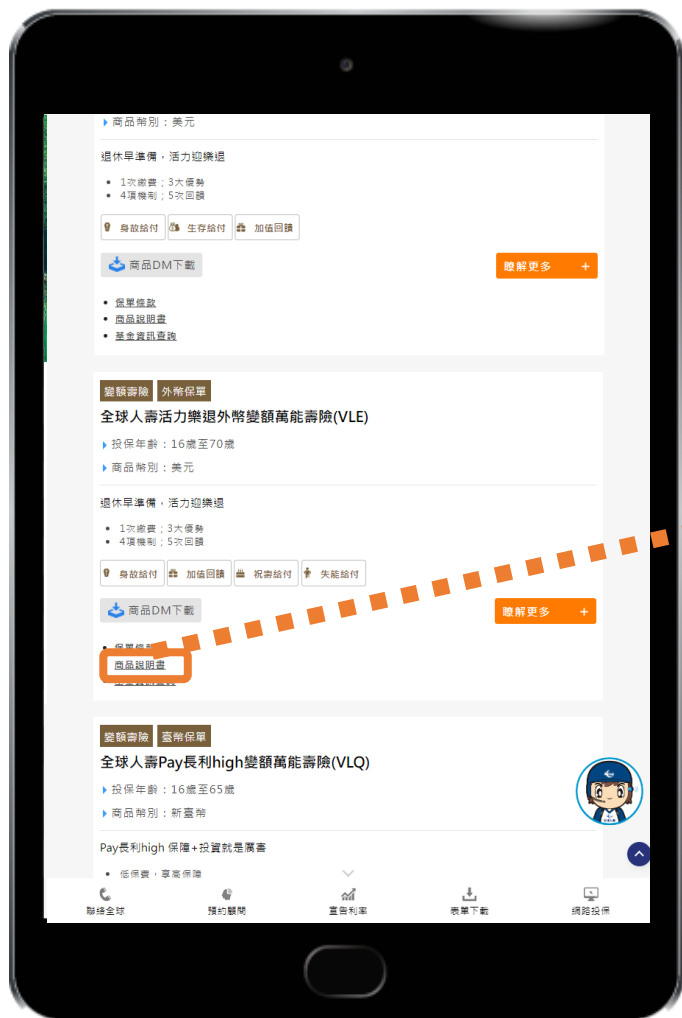 商品幣別：美元
退休早準備，活力迎樂退
1次繳費；3大優勢
4項機制；5次回饋
身故給付 生存給付 加值回饋
商品DM下載 瞭解更多 +
保單條款
商品說明書
基金資訊查詢
變額壽險 外幣保單
全球人壽活力樂退外幣變額萬能壽險(VLE)
投保年齡：16歲至70歲
商品幣別：美元
退休早準備，活力迎樂退
1次繳費；3大優勢
4項機制；5次回饋
身故給付 加值回饋 祝壽給付 失能給付
商品DM下載 瞭解更多 +
保單條
商品說明書
變額壽險 臺幣保單
全球人壽Pay長利high變額萬能壽險(VLQ)
投保年齡：16歲至65歲
商品幣別：新臺幣
Pay長利high 保障+投資就是厲害
低保費，享高保障
聯絡全球 預約顧問 宣告利率 表單下載 網路投保